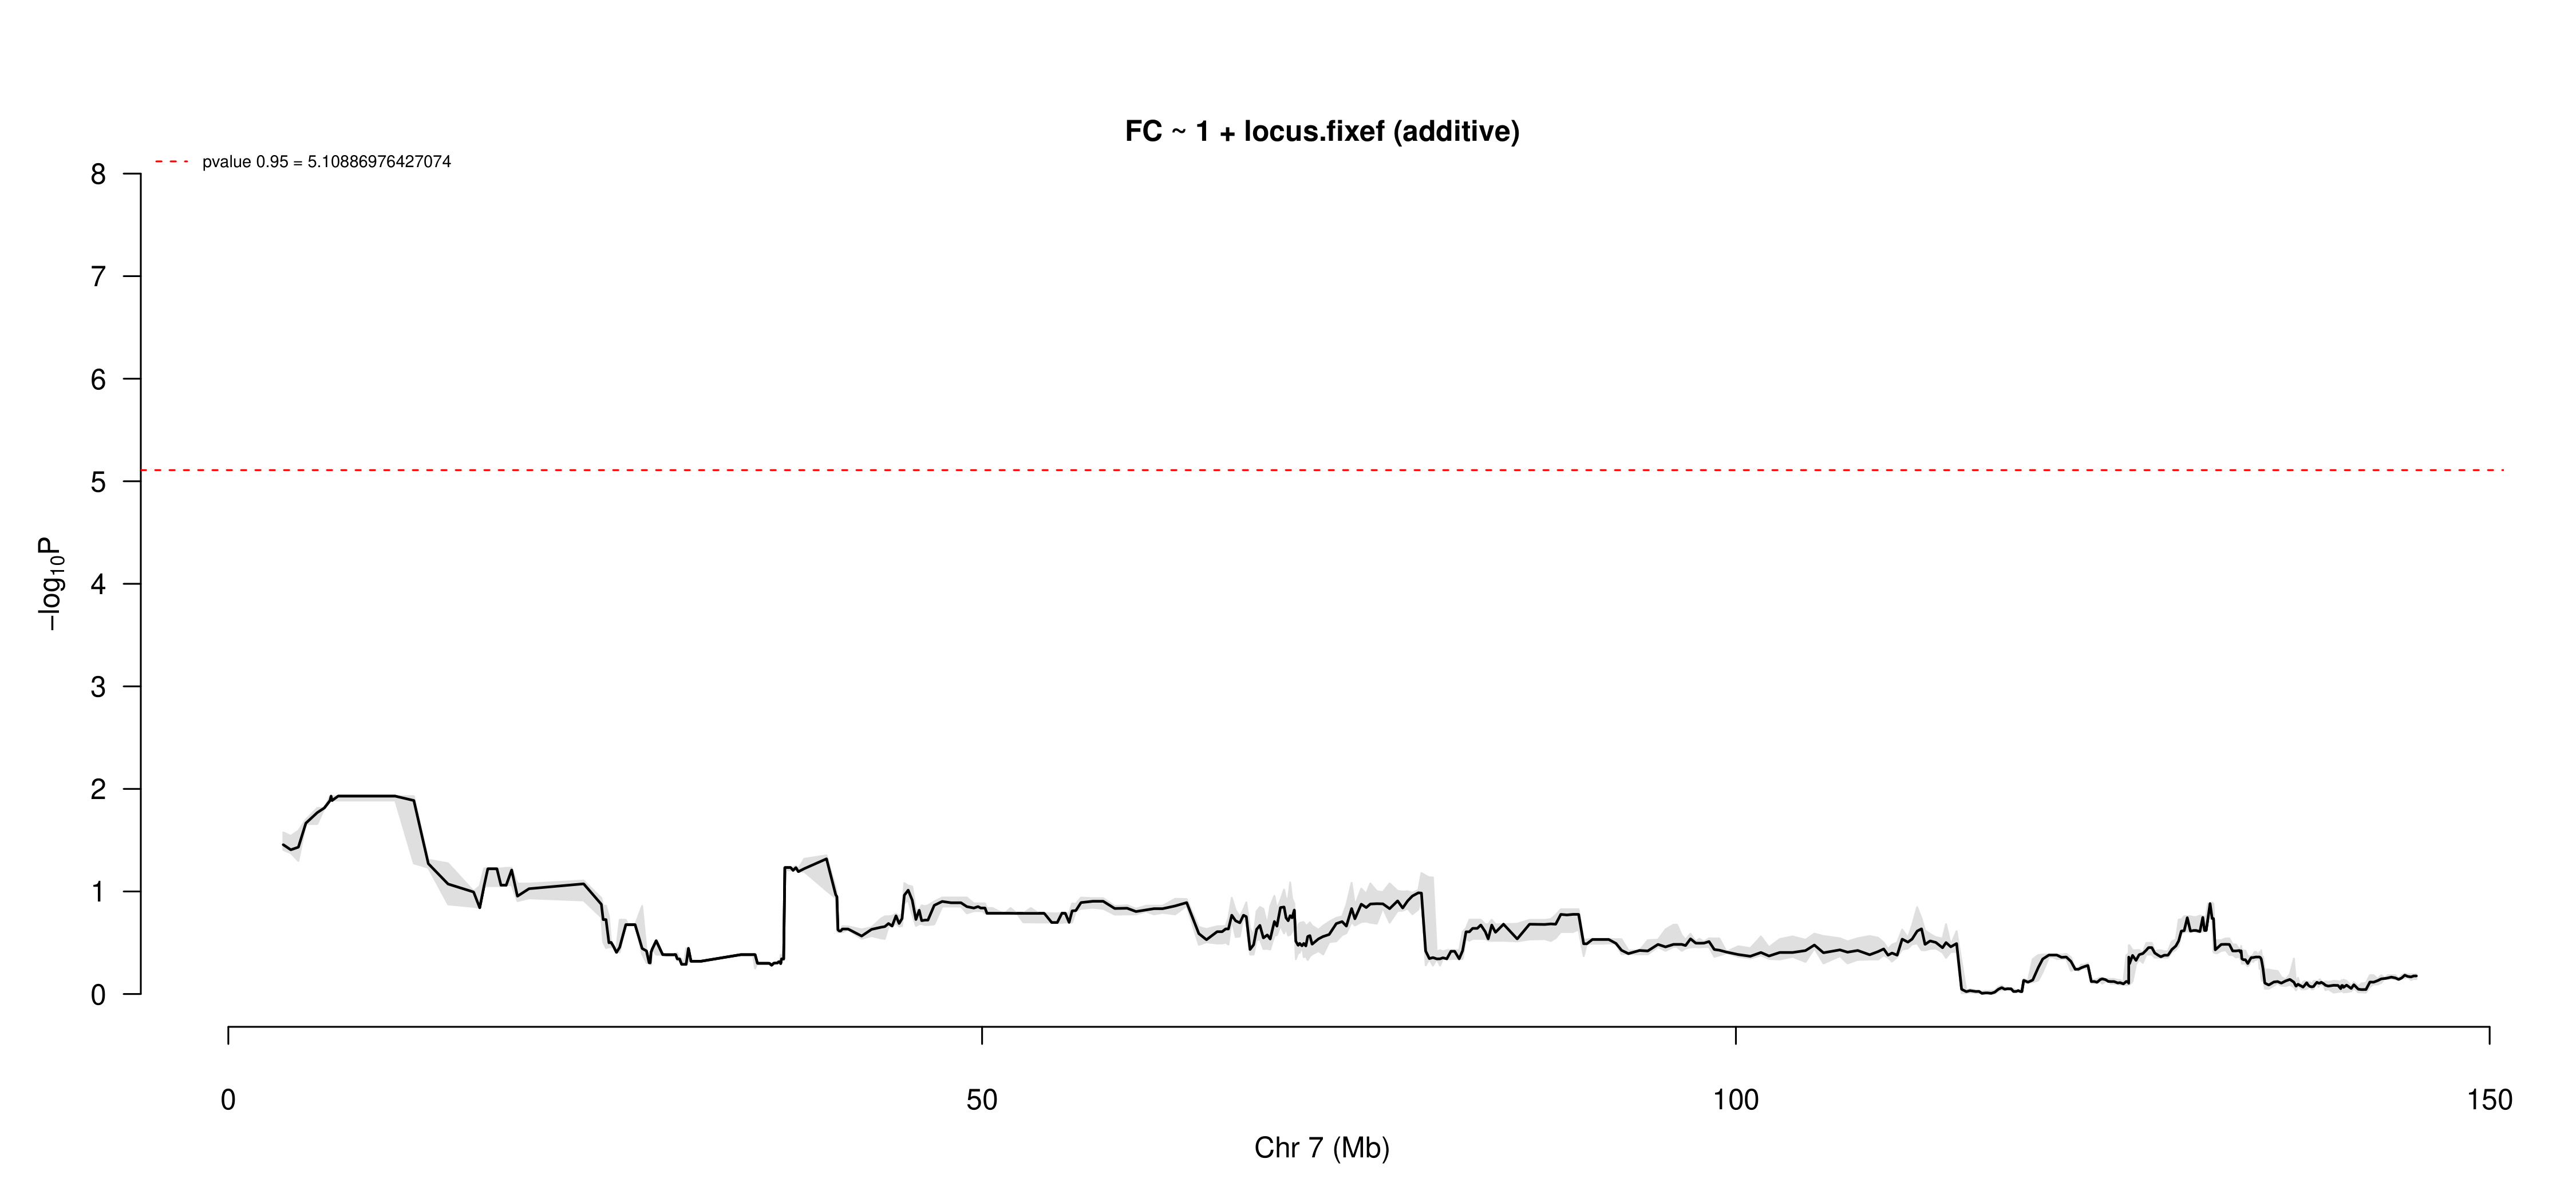 FC ~ 1 + locus.fixef (additive)
pvalue 0.95 = 5.10886976427074
8
7
6
5
4
3
2
1
0
−log10P
0 50 100 150
Chr 7 (Mb)